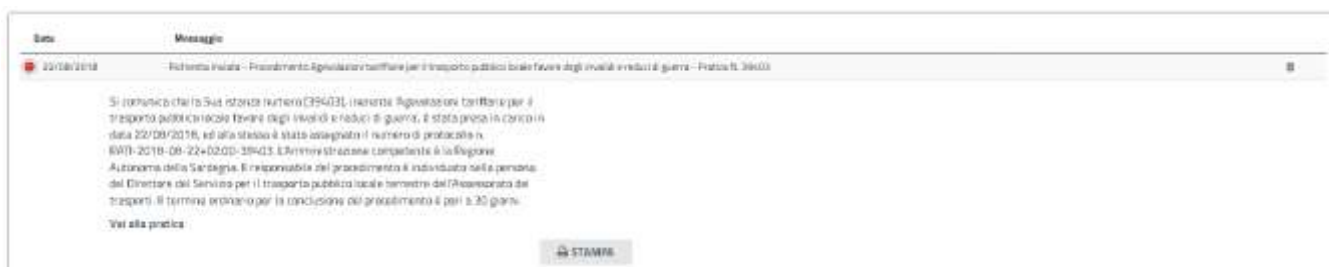 Data Messaggio
22/08/2018 Richiesta inviata - Procedimento Agevolazioni tariffarie per il trasporto pubblico locale favore degli invalidi e reduci di guerra - Pratica N. 39403
Si comunica che la Sua istanza numero [39403], inerente Agevolazioni tariffarie per il
trasporto pubblico locale favore degli invalidi e reduci di guerra, è stata presa in carico in
data 22/08/2018, ed alla stessa è stato assegnato il numero di protocollo n.
2018-08-22+02:00-39403. L'Amministrazione competente è la Regione
Autonoma della Sardegna. Il responsabile del procedimento è individuato nella persona
del Direttore del Servizio per il trasporto pubblico locale terrestre dell'Assessorato dei
trasporti. Il termine ordinario per la conclusione del procedimento è pari a 30 giorni.
Vai alla pratica
STAMPA